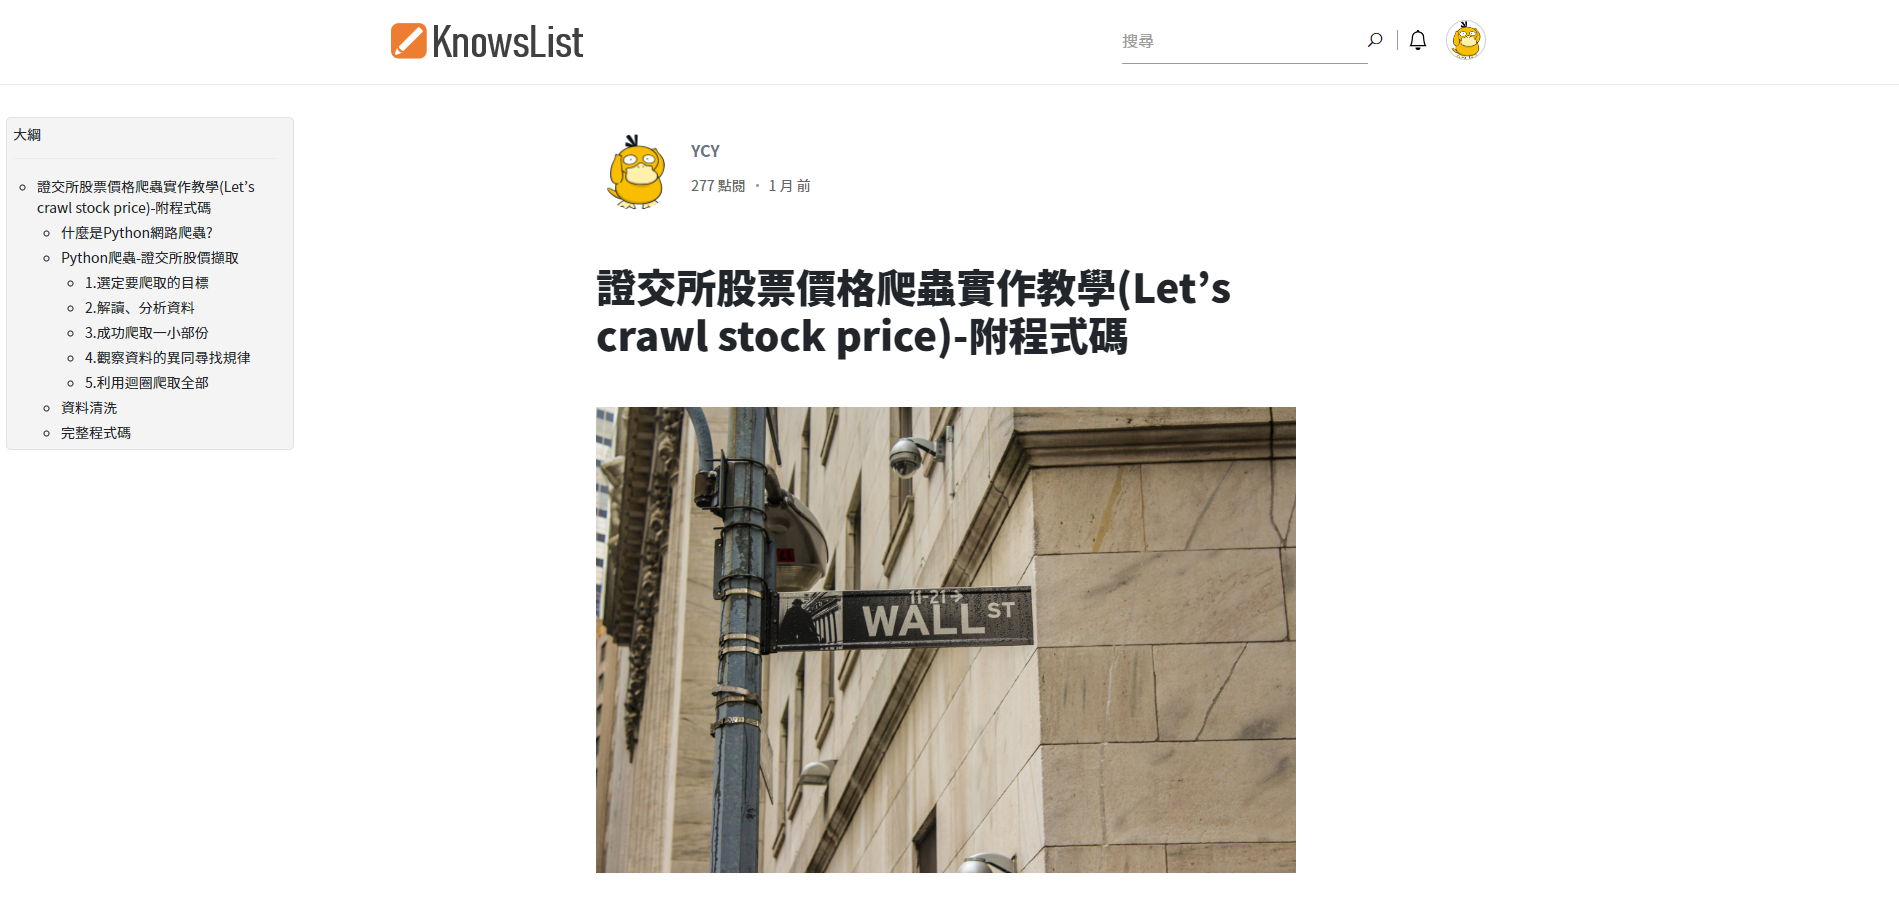 KnowsList
搜尋
大綱
證交所股票價格爬蟲實作教學(Let’s
crawl stock price)-附程式碼
什麼是Python網路爬蟲?
Python爬蟲-證交所股價擷取
1.選定要爬取的目標
2.解讀、分析資料
3.成功爬取一小部份
4.觀察資料的異同尋找規律
5.利用迴圈爬取全部
資料清洗
完整程式碼
YCY
277 點閱 · 1 月 前
證交所股票價格爬蟲實作教學(Let’s
crawl stock price)-附程式碼
11-21→
WALL ST